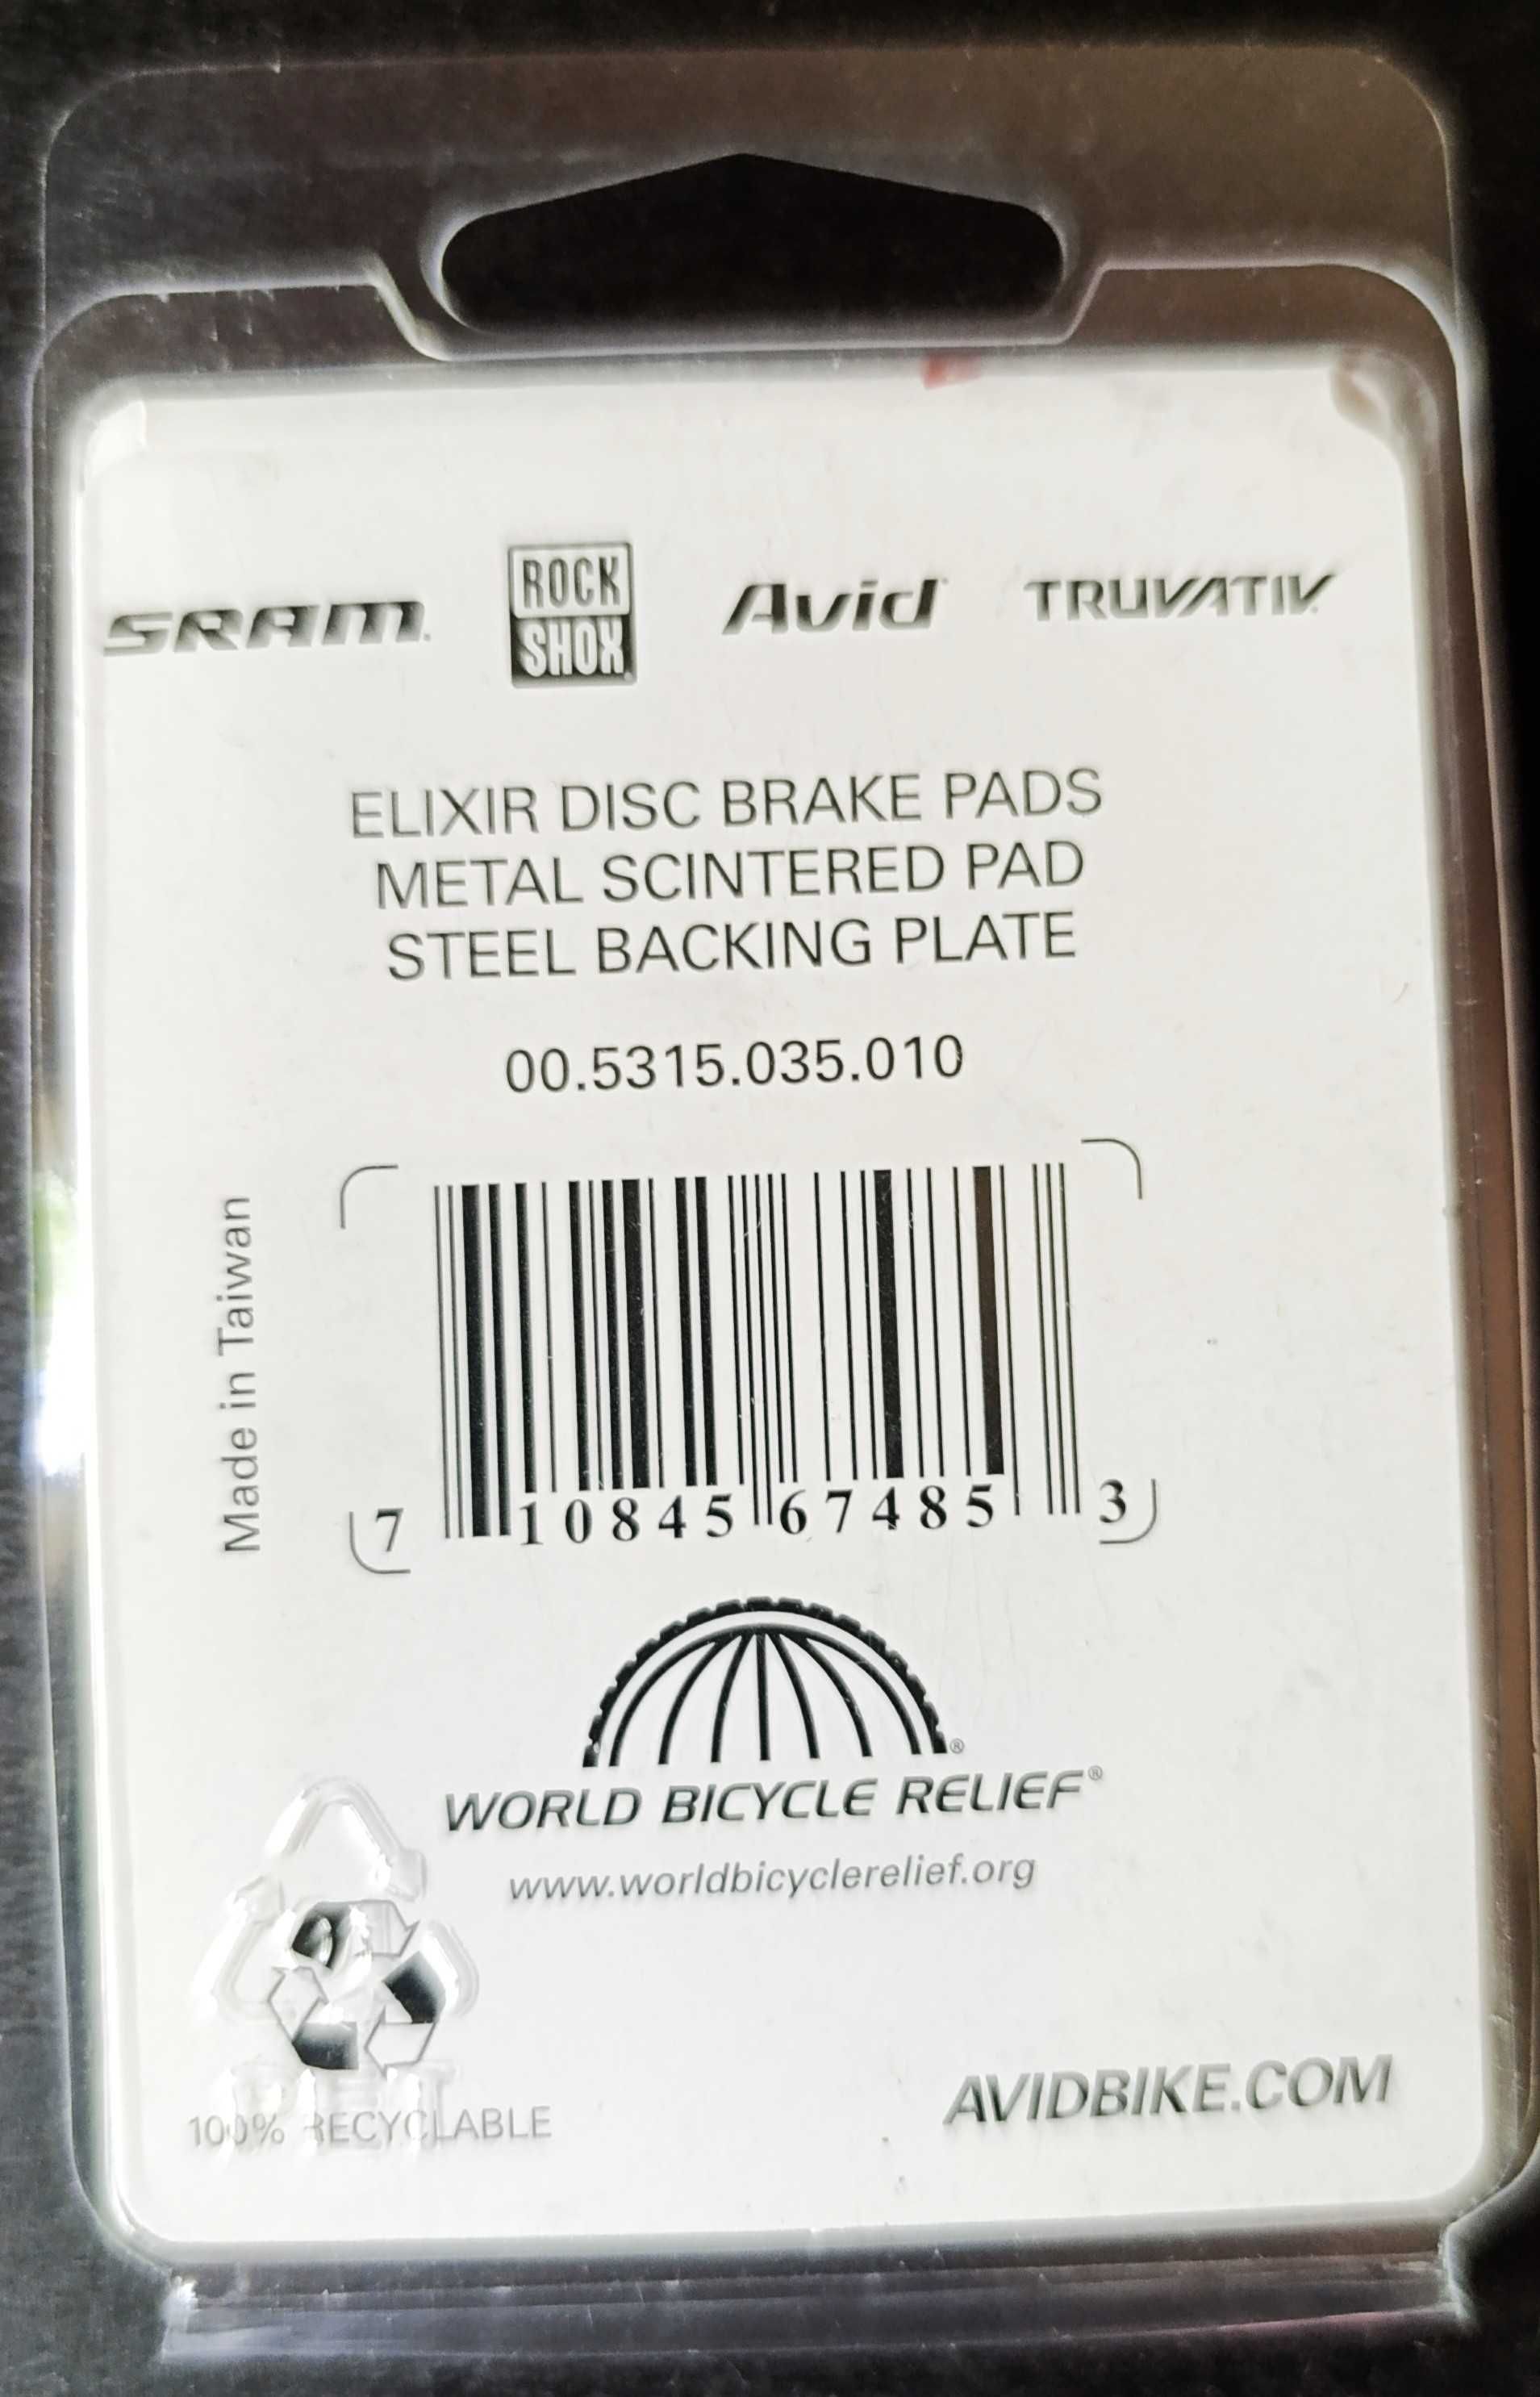 SRAM.
ROCK
SHOX
Avid
TRUVATIV
ELIXIR DISC BRAKE PADS
METAL SCINTERED PAD
STEEL BACKING PLATE
00.5315.035.010
Made in Taiwan
7 10845 67485 3
WORLD BICYCLE RELIEF®
www.worldbicyclerelief.org
100% RECYCLABLE
AVIDBIKE.COM